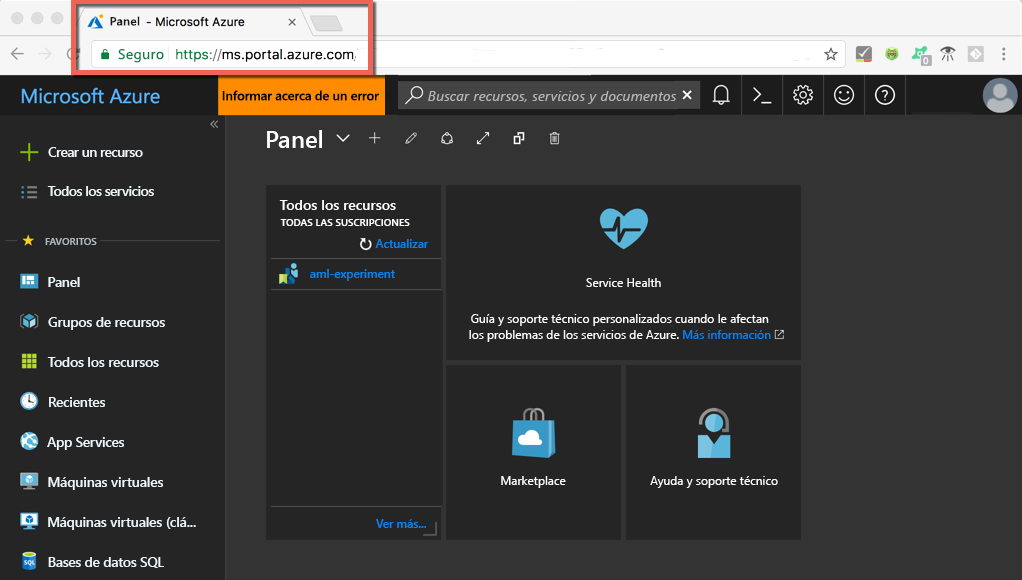 Panel - Microsoft Azure
Seguro https://ms.portal.azure.com
Microsoft Azure
Informar acerca de un error
Buscar recursos, servicios y documentos
0
Crear un recurso
Todos los servicios
FAVORITOS
Panel
Grupos de recursos
Todos los recursos
Recientes
App Services
Máquinas virtuales
Máquinas virtuales (clá...
SQL
Bases de datos SQL
Panel
Todos los recursos
TODAS LAS SUSCRIPCIONES
Actualizar
aml-experiment
Ver más...
Service Health
Guía y soporte técnico personalizados cuando le afectan
los problemas de los servicios de Azure. Más información
Marketplace
Ayuda y soporte técnico